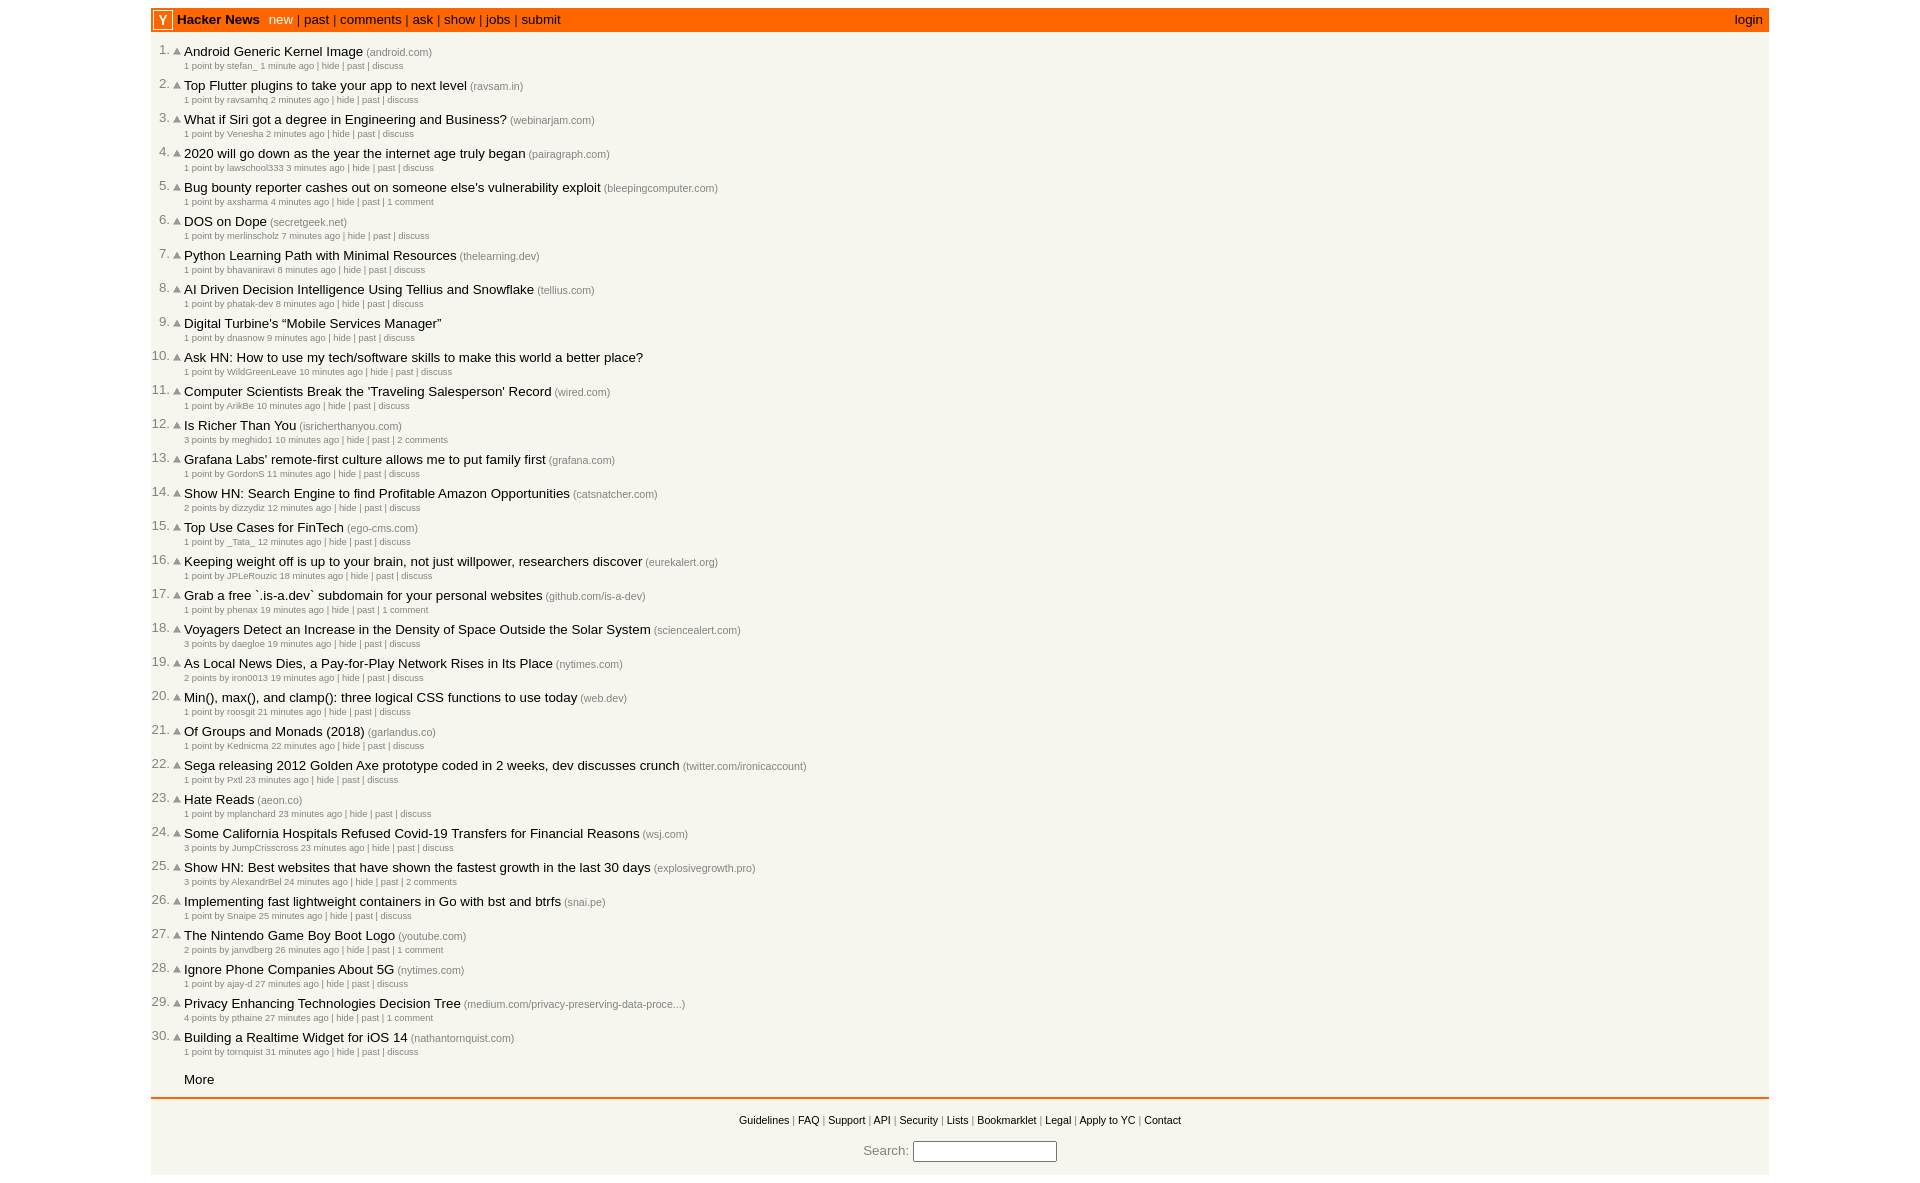 Y Hacker News new | past | comments | ask | show | jobs | submit login
1. Android Generic Kernel Image (android.com)
1 point by stefan_ 1 minute ago | hide | past | discuss
2. Top Flutter plugins to take your app to next level (ravsam.in)
1 point by ravsamhq 2 minutes ago | hide | past | discuss
3. What if Siri got a degree in Engineering and Business? (webinarjam.com)
1 point by Venesha 2 minutes ago | hide | past | discuss
4. 2020 will go down as the year the internet age truly began (pairagraph.com)
1 point by lawschool333 3 minutes ago | hide | past | discuss
5. Bug bounty reporter cashes out on someone else's vulnerability exploit (bleepingcomputer.com)
1 point by axsharma 4 minutes ago | hide | past | 1 comment
6. DOS on Dope (secretgeek.net)
1 point by merlinscholz 7 minutes ago | hide | past | discuss
7. Python Learning Path with Minimal Resources (thelearning.dev)
1 point by bhavaniravi 8 minutes ago | hide | past | discuss
8. AI Driven Decision Intelligence Using Tellius and Snowflake (tellius.com)
1 point by phatak-dev 8 minutes ago | hide | past | discuss
9. Digital Turbine's “Mobile Services Manager”
1 point by dnasnow 9 minutes ago | hide | past | discuss
10. Ask HN: How to use my tech/software skills to make this world a better place?
1 point by WildGreenLeave 10 minutes ago | hide | past | discuss
11. Computer Scientists Break the 'Traveling Salesperson' Record (wired.com)
1 point by ArikBe 10 minutes ago | hide | past | discuss
12. Is Richer Than You (isricherthanyou.com)
3 points by meghido1 10 minutes ago | hide | past | 2 comments
13. Grafana Labs' remote-first culture allows me to put family first (grafana.com)
1 point by GordonS 11 minutes ago | hide | past | discuss
14. Show HN: Search Engine to find Profitable Amazon Opportunities (catsnatcher.com)
2 points by dizzydiz 12 minutes ago | hide | past | discuss
15. Top Use Cases for FinTech (ego-cms.com)
1 point by _Tata_ 12 minutes ago | hide | past | discuss
16. Keeping weight off is up to your brain, not just willpower, researchers discover (eurekalert.org)
1 point by JPLeRouzic 18 minutes ago | hide | past | discuss
17. Grab a free `.is-a.dev` subdomain for your personal websites (github.com/is-a-dev)
1 point by phenax 19 minutes ago | hide | past | 1 comment
18. Voyagers Detect an Increase in the Density of Space Outside the Solar System (sciencealert.com)
3 points by daegloe 19 minutes ago | hide | past | discuss
19. As Local News Dies, a Pay-for-Play Network Rises in Its Place (nytimes.com)
2 points by iron0013 19 minutes ago | hide | past | discuss
20. Min(), max(), and clamp(): three logical CSS functions to use today (web.dev)
1 point by roosgit 21 minutes ago | hide | past | discuss
21. Of Groups and Monads (2018) (garlandus.co)
1 point by Kednicma 22 minutes ago | hide | past | discuss
22. Sega releasing 2012 Golden Axe prototype coded in 2 weeks, dev discusses crunch (twitter.com/ironicaccount)
1 point by Pxtl 23 minutes ago | hide | past | discuss
23. Hate Reads (aeon.co)
1 point by mplanchard 23 minutes ago | hide | past | discuss
24. Some California Hospitals Refused Covid-19 Transfers for Financial Reasons (wsj.com)
3 points by JumpCrisscross 23 minutes ago | hide | past | discuss
25. Show HN: Best websites that have shown the fastest growth in the last 30 days (explosivegrowth.pro)
3 points by AlexandrBel 24 minutes ago | hide | past | 2 comments
26. Implementing fast lightweight containers in Go with bst and btrfs (snai.pe)
1 point by Snaipe 25 minutes ago | hide | past | discuss
27. The Nintendo Game Boy Boot Logo (youtube.com)
2 points by janvdberg 26 minutes ago | hide | past | 1 comment
28. Ignore Phone Companies About 5G (nytimes.com)
1 point by ajay-d 27 minutes ago | hide | past | discuss
29. Privacy Enhancing Technologies Decision Tree (medium.com/privacy-preserving-data-proce...)
4 points by pthaine 27 minutes ago | hide | past | 1 comment
30. Building a Realtime Widget for iOS 14 (nathantornquist.com)
1 point by tornquist 31 minutes ago | hide | past | discuss
More
Guidelines | FAQ | Support | API | Security | Lists | Bookmarklet | Legal | Apply to YC | Contact
Search: